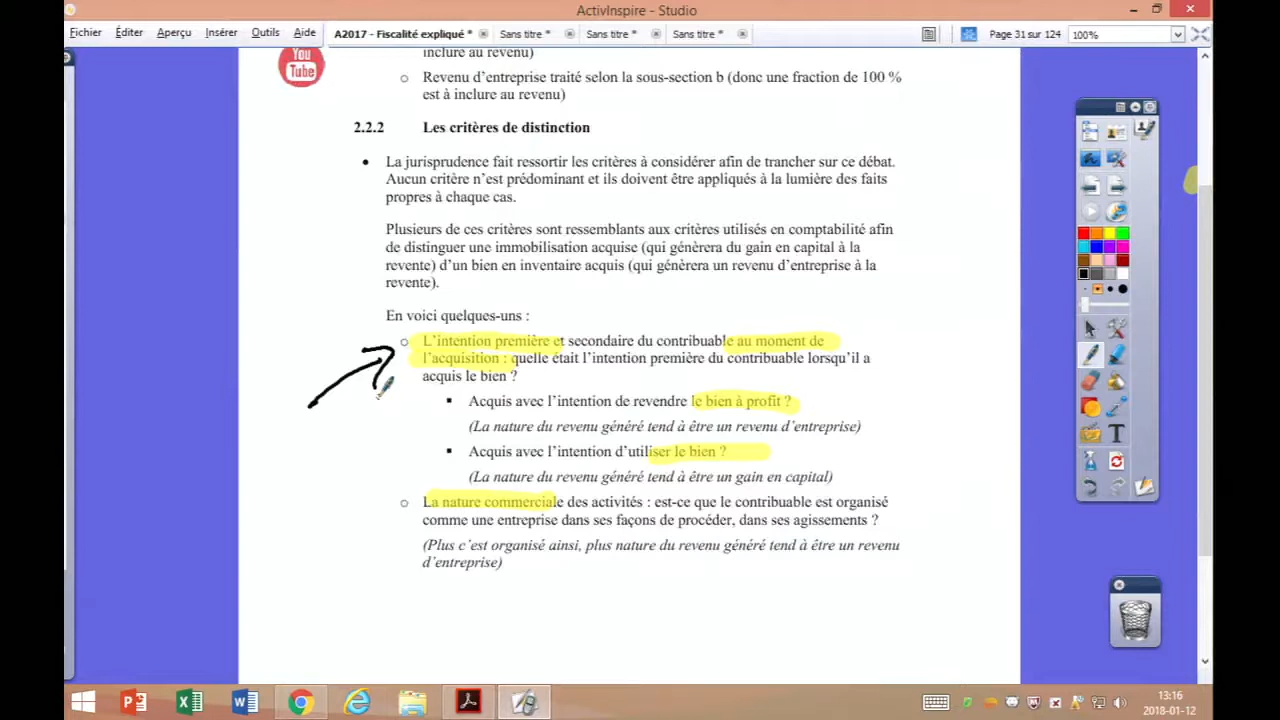 ActivInspire - Studio
Fichier Éditer Aperçu Insérer Outils Aide A2017 - Fiscalité expliqué * Sans titre * Sans titre * Sans titre * Page 31 sur 124 100%
You
Tube
inclure au revenu)
o Revenu d’entreprise traité selon la sous-section b (donc une fraction de 100 %
est à inclure au revenu)
2.2.2 Les critères de distinction
• La jurisprudence fait ressortir les critères à considérer afin de trancher sur ce débat.
Aucun critère n’est prédominant et ils doivent être appliqués à la lumière des faits
propres à chaque cas.
Plusieurs de ces critères sont ressemblants aux critères utilisés en comptabilité afin
de distinguer une immobilisation acquise (qui génèrera du gain en capital à la
revente) d’un bien en inventaire acquis (qui génèrera un revenu d’entreprise à la
revente).
En voici quelques-uns :
o L’intention première et secondaire du contribuable au moment de
l’acquisition : quelle était l’intention première du contribuable lorsqu’il a
acquis le bien ?
▪ Acquis avec l’intention de revendre le bien à profit ?
(La nature du revenu généré tend à être un revenu d’entreprise)
▪ Acquis avec l’intention d’utiliser le bien ?
(La nature du revenu généré tend à être un gain en capital)
o La nature commerciale des activités : est-ce que le contribuable est organisé
comme une entreprise dans ses façons de procéder, dans ses agissements ?
(Plus c’est organisé ainsi, plus nature du revenu généré tend à être un revenu
d’entreprise)
13:16
2018-01-12